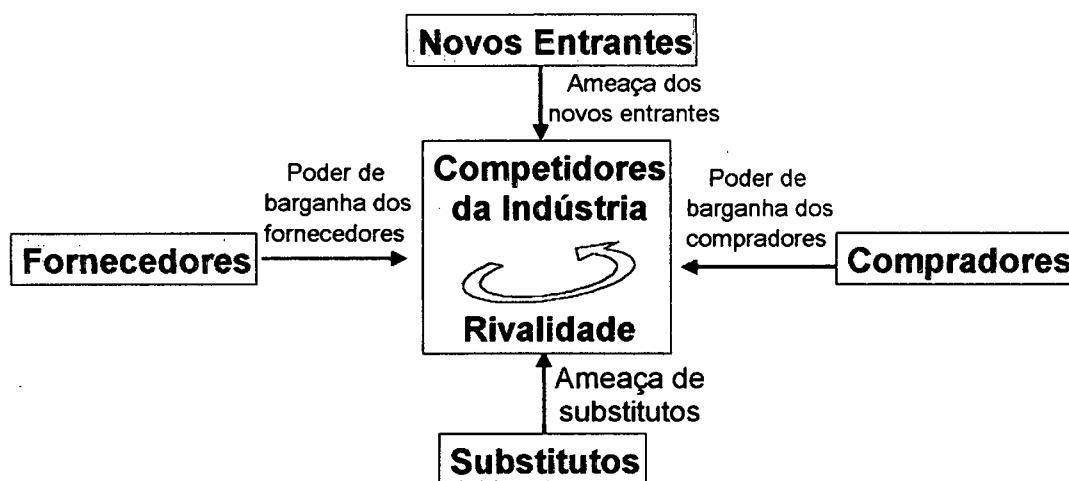 Novos Entrantes
Ameaça dos
novos entrantes
Competidores
da Indústria
Rivalidade
Poder de
barganha dos
fornecedores
Fornecedores
Poder de
barganha dos
compradores
Compradores
Ameaça de
substitutos
Substitutos